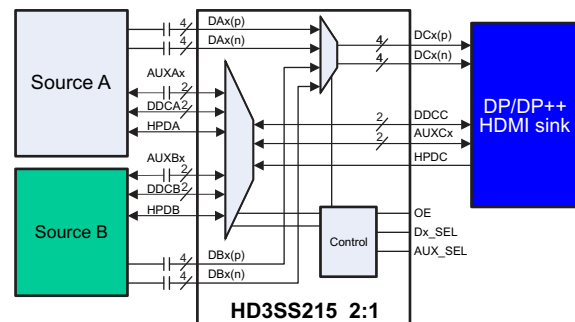 4 DAx(p)
4 DAx(n)
Source A
AUXAx
2
DDCA 2
HPDA
AUXBx
2
DDCB 2
HPDB
Source B
4 DBx(p)
4 DBx(n)
4 DCx(p)
4 DCx(n)
2 DDCC
2 AUXCx
HPDC
DP/DP++
HDMI sink
Control
OE
Dx_SEL
AUX_SEL
HD3SS215 2:1